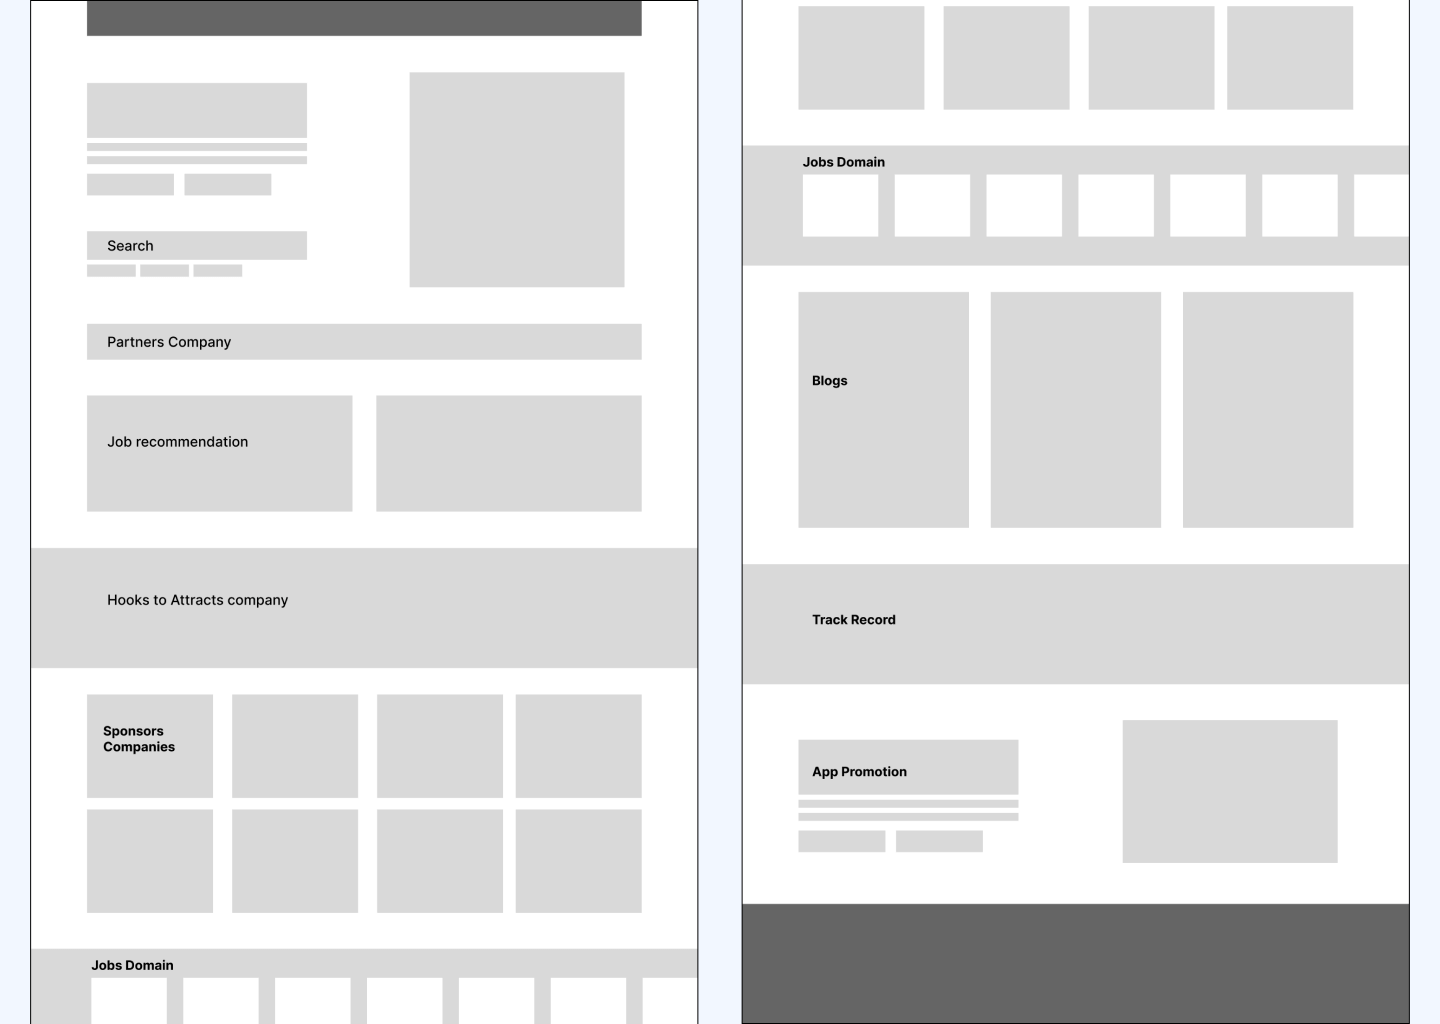 Search
Partners Company
Job recommendation
Hooks to Attracts company
Sponsors
Companies
Jobs Domain
Jobs Domain
Blogs
Track Record
App Promotion